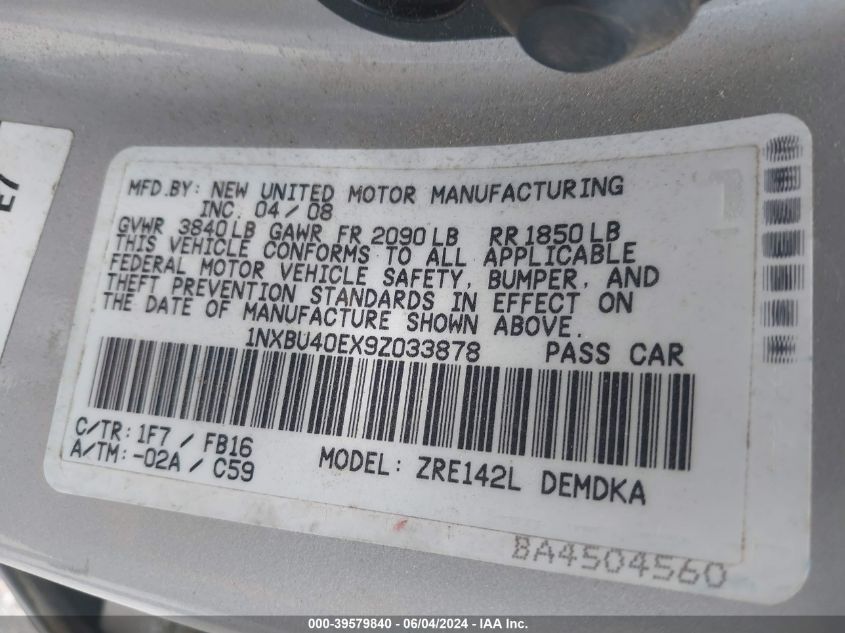 E7
MFD.BY: NEW UNITED MOTOR MANUFACTURING
INC. 04/08
GVWR 3840LB GAWR FR 2090LB RR1850LB
THIS VEHICLE CONFORMS TO ALL APPLICABLE
FEDERAL MOTOR VEHICLE SAFETY, BUMPER, AND
THEFT PREVENTION STANDARDS IN EFFECT ON
THE DATE OF MANUFACTURE SHOWN ABOVE.
1NXBU40EX9Z033878 PASS CAR
C/TR: 1F7 / FB16
A/TM: -02A / C59
MODEL: ZRE142L DEMDKA
BA4504560
000-39579840 - 06/04/2024 - IAA Inc.